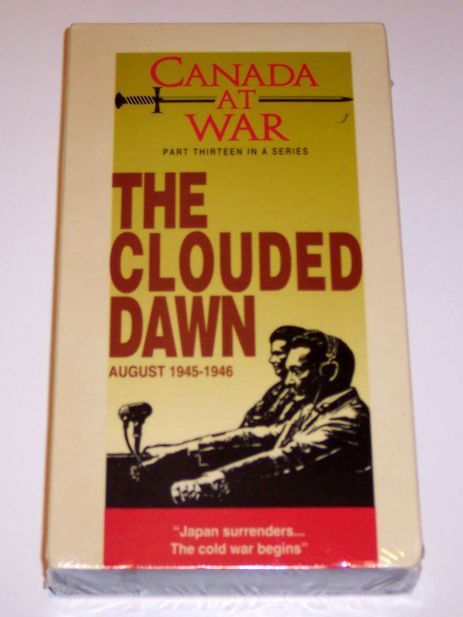 CANADA
AT
WAR
PART THIRTEEN IN A SERIES
THE
CLOUDED
DAWN
AUGUST 1945-1946
"Japan surrenders...
The cold war begins"